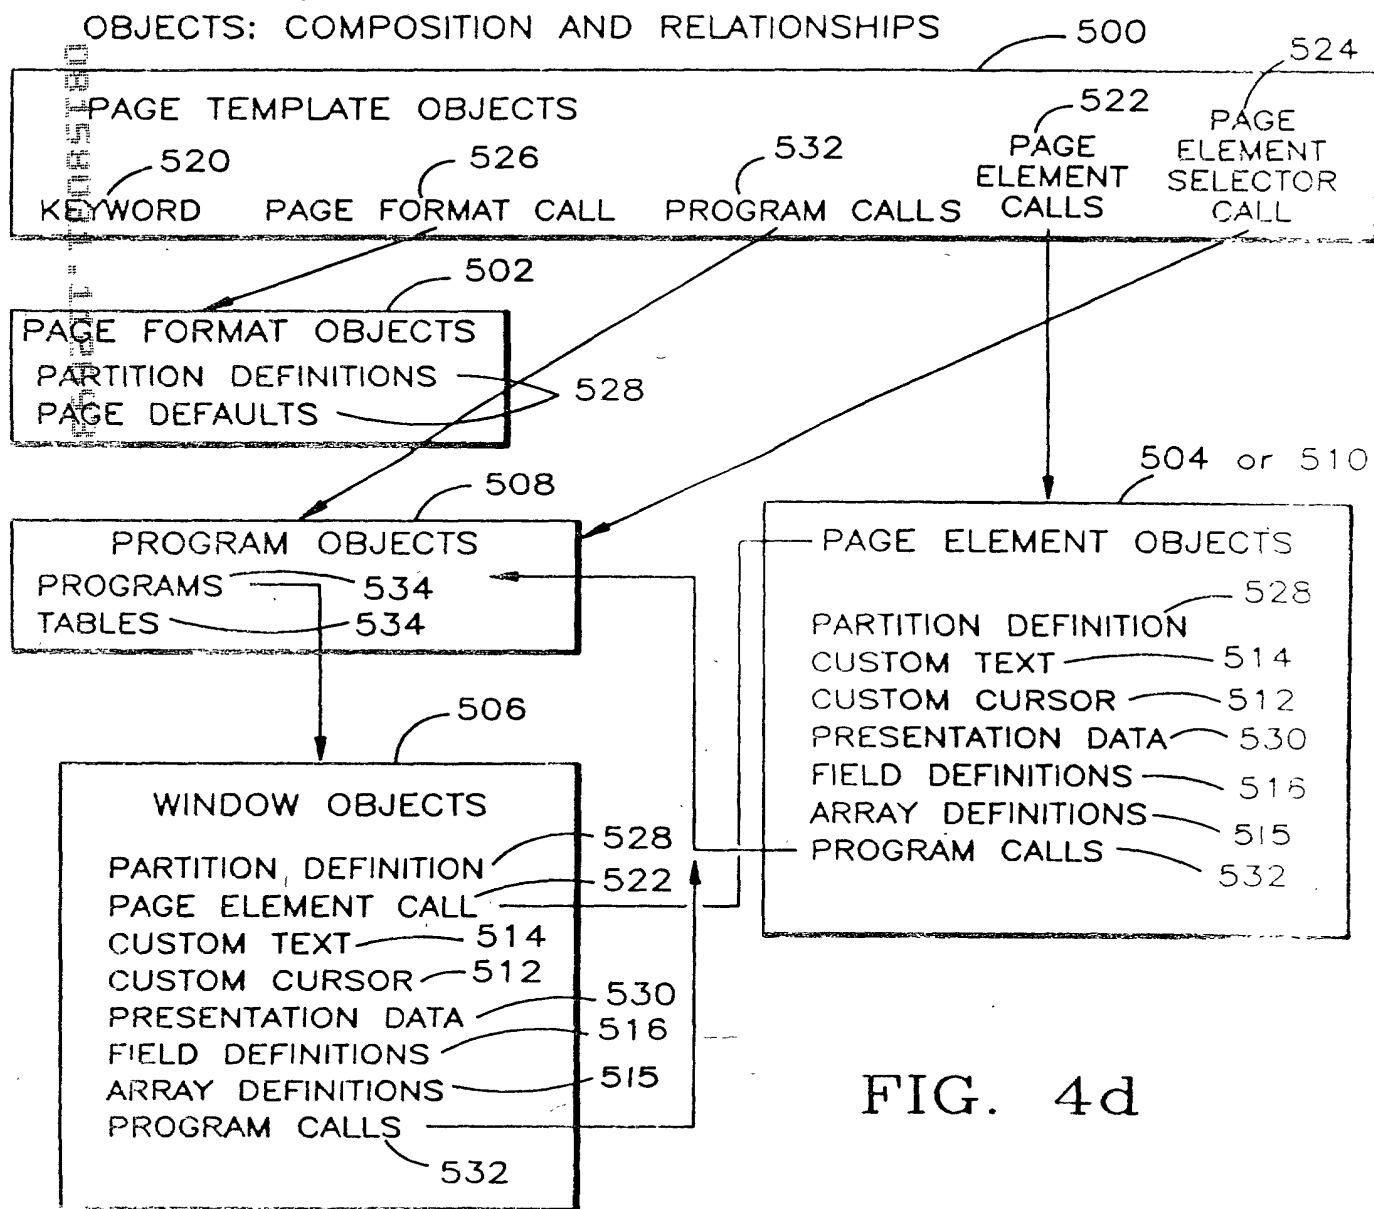 OBJECTS: COMPOSITION AND RELATIONSHIPS
500
524
PAGE TEMPLATE OBJECTS
522
PAGE
ELEMENT
SELECTOR
CALL
520
526
532
PAGE
ELEMENT
CALLS
KEYWORD
PAGE FORMAT CALL
PROGRAM CALLS
502
PAGE FORMAT OBJECTS
PARTITION DEFINITIONS
528
PAGE DEFAULTS
508
504 or 510
PROGRAM OBJECTS
PROGRAMS 534
TABLES 534
PAGE ELEMENT OBJECTS
528
PARTITION DEFINITION
CUSTOM TEXT 514
CUSTOM CURSOR 512
PRESENTATION DATA 530
FIELD DEFINITIONS 516
ARRAY DEFINITIONS 515
PROGRAM CALLS 532
506
WINDOW OBJECTS
PARTITION DEFINITION 528
PAGE ELEMENT CALL 522
CUSTOM TEXT 514
CUSTOM CURSOR 512
PRESENTATION DATA 530
FIELD DEFINITIONS 516
ARRAY DEFINITIONS 515
PROGRAM CALLS
532
FIG. 4d